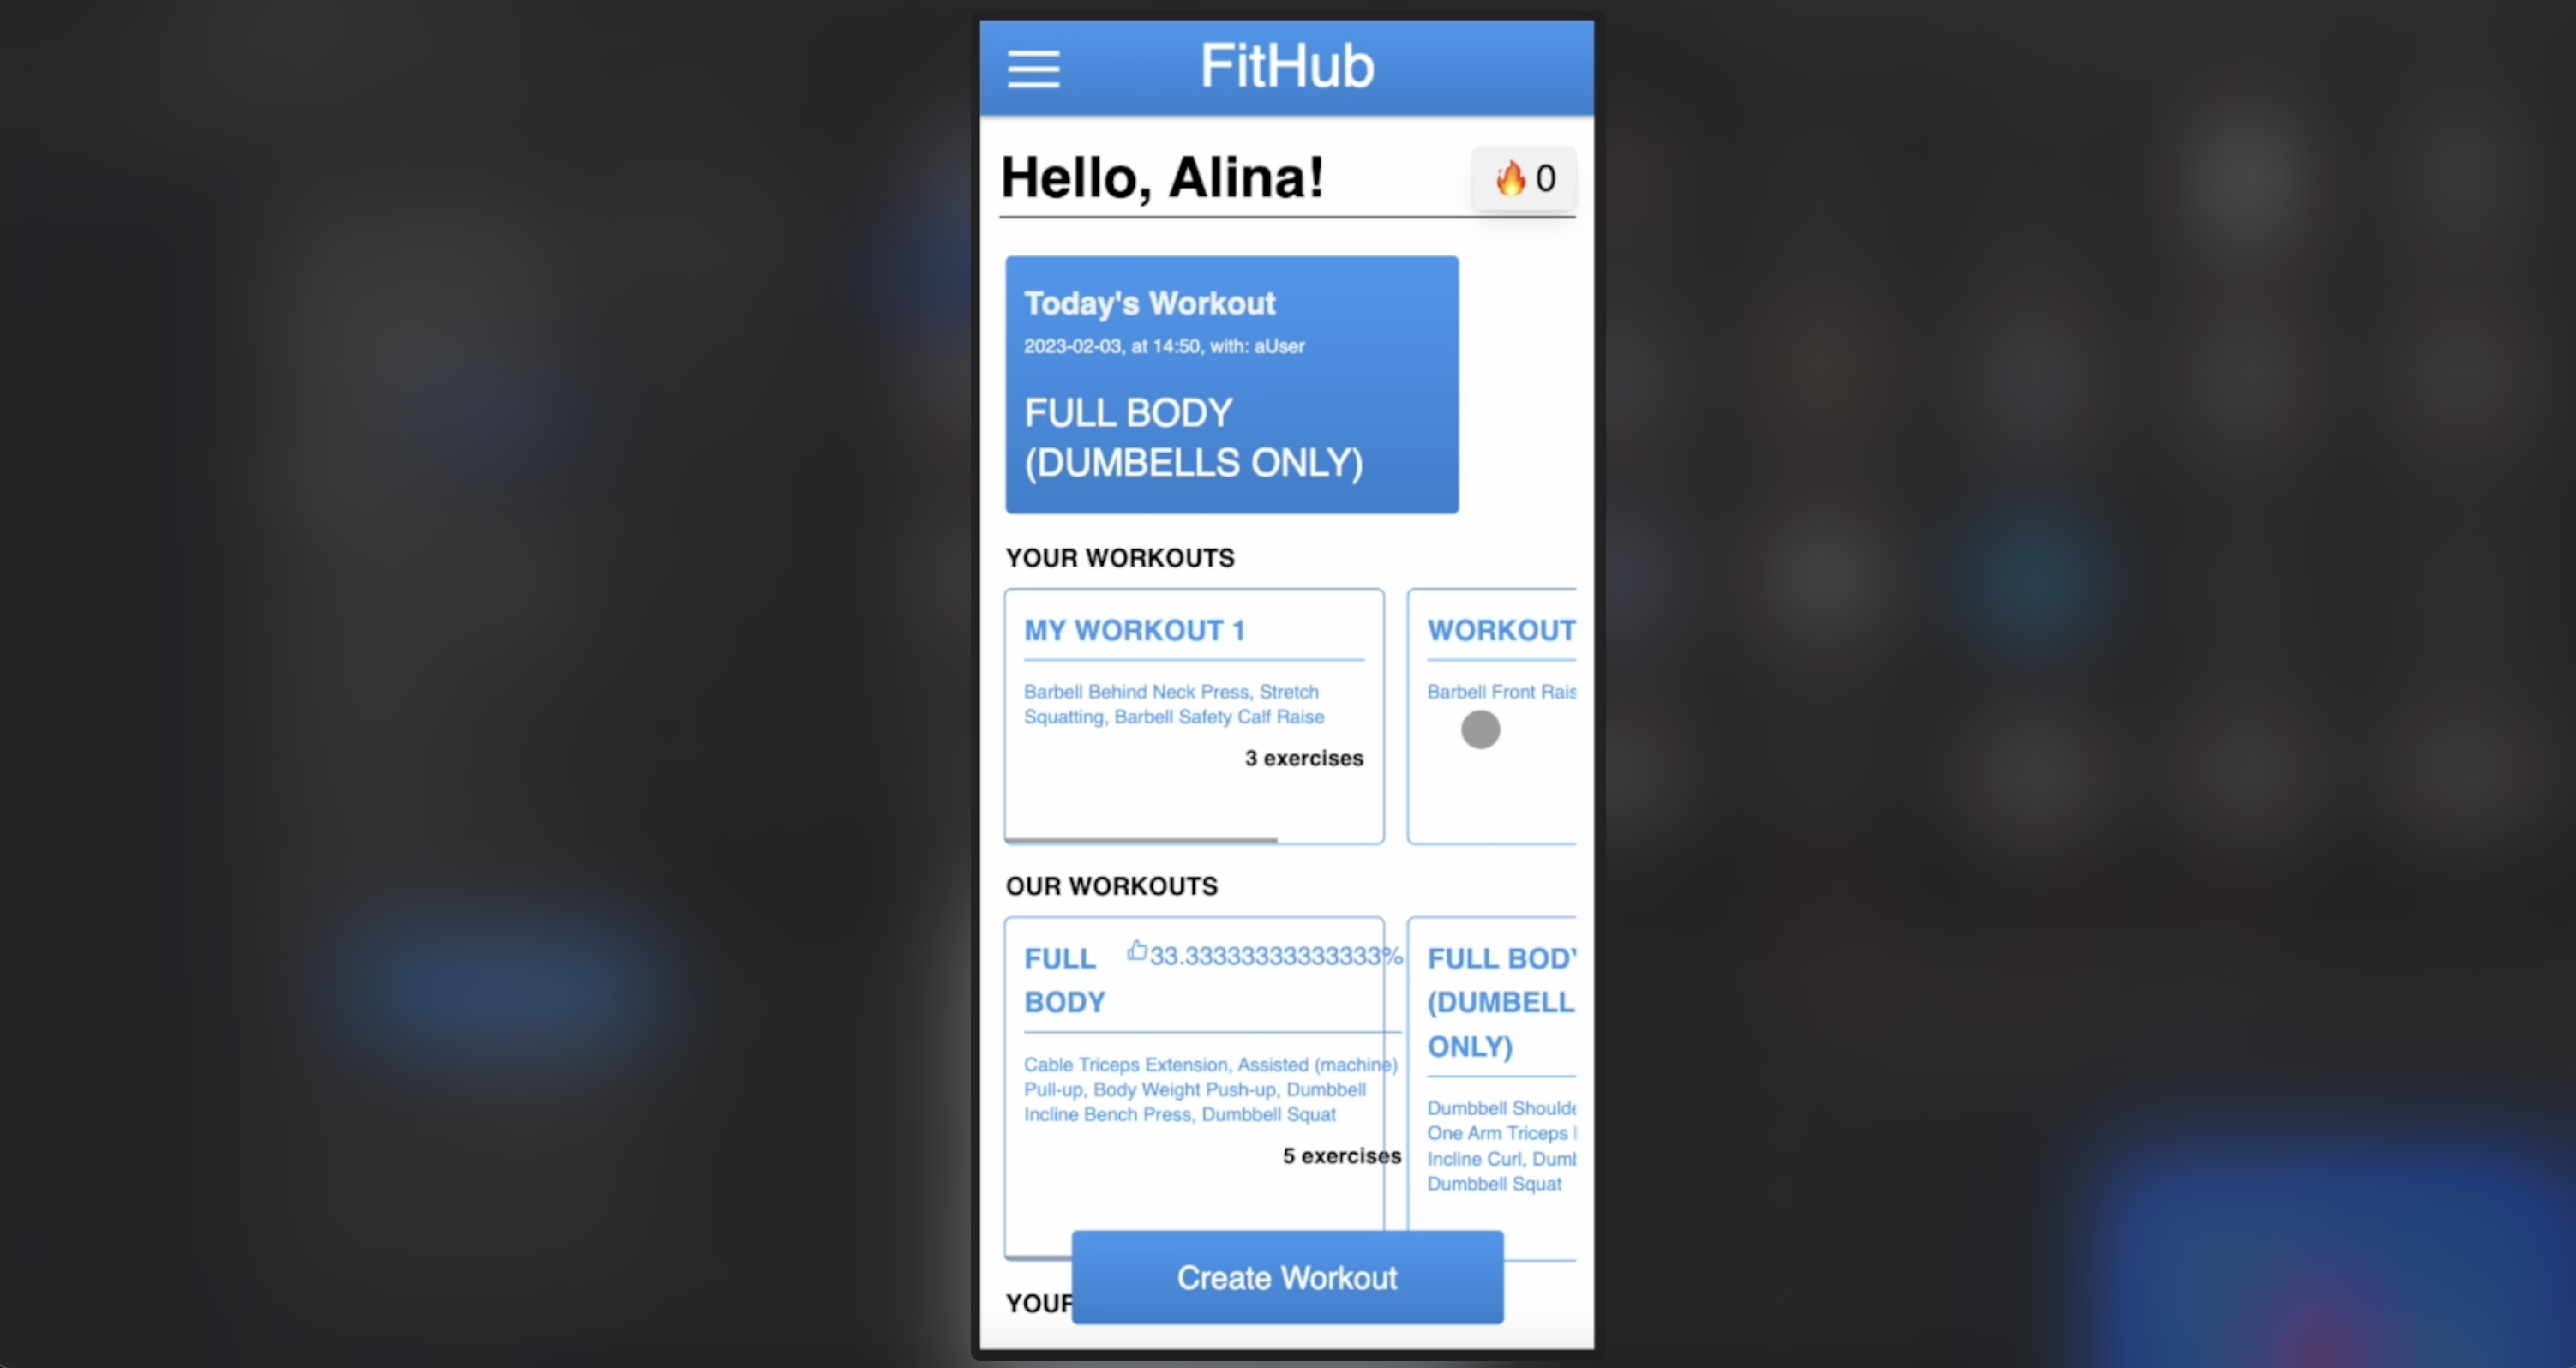 FitHub
Hello, Alina!
🔥 0
Today's Workout
2023-02-03, at 14:50, with: aUser
FULL BODY
(DUMBELLS ONLY)
YOUR WORKOUTS
MY WORKOUT 1
Barbell Behind Neck Press, Stretch
Squatting, Barbell Safety Calf Raise
3 exercises
WORKOUT
Barbell Front Rais
OUR WORKOUTS
FULL
BODY
33.33333333333333%
Cable Triceps Extension, Assisted (machine)
Pull-up, Body Weight Push-up, Dumbbell
Incline Bench Press, Dumbbell Squat
5 exercises
FULL BODY
(DUMBELL
ONLY)
Dumbbell Shoulde
One Arm Triceps
Incline Curl, Dumb
Dumbbell Squat
Create Workout
YOUR